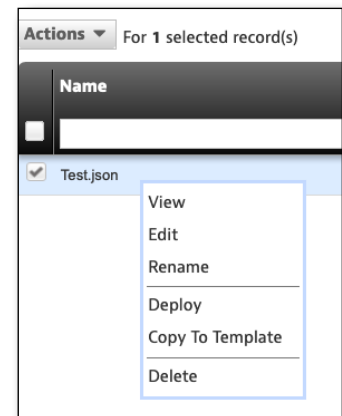 Actions For 1 selected record(s)
Name
Test.json
View
Edit
Rename
Deploy
Copy To Template
Delete